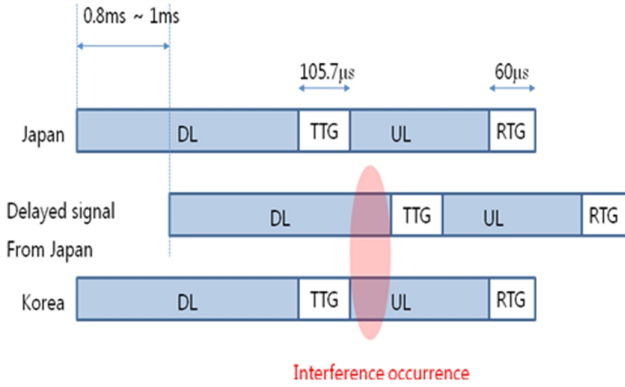 0.8ms ~ 1ms
105.7μs
60μs
Japan DL TTG UL RTG
Delayed signal DL TTG UL RTG
From Japan
Korea DL TTG UL RTG
Interference occurrence